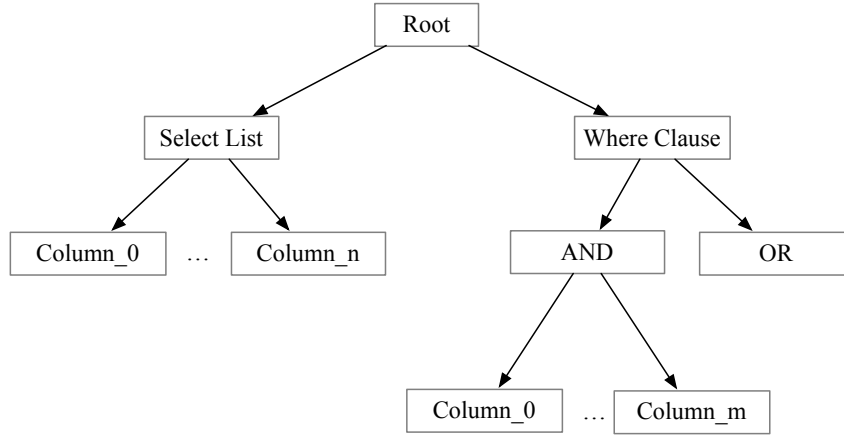 Root
Select List
Where Clause
Column_0
…
Column_n
AND
OR
Column_0
…
Column_m